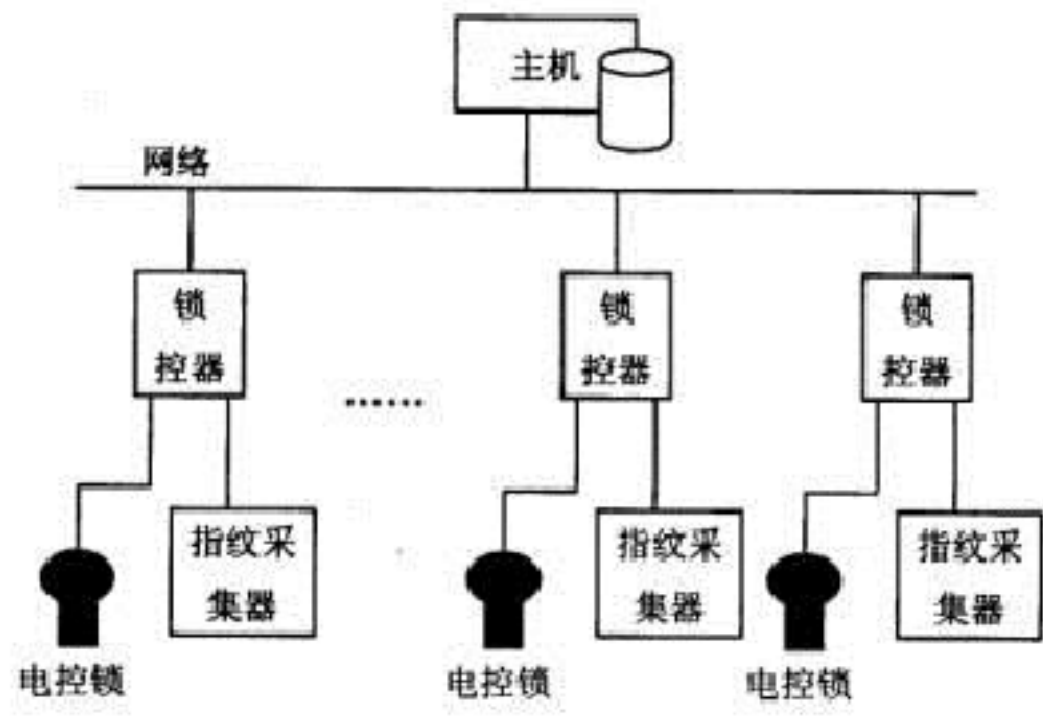 主机
网络
锁
控器
锁
控器
锁
控器
......
指纹采
集器
指纹采
集器
指纹采
集器
电控锁
电控锁
电控锁